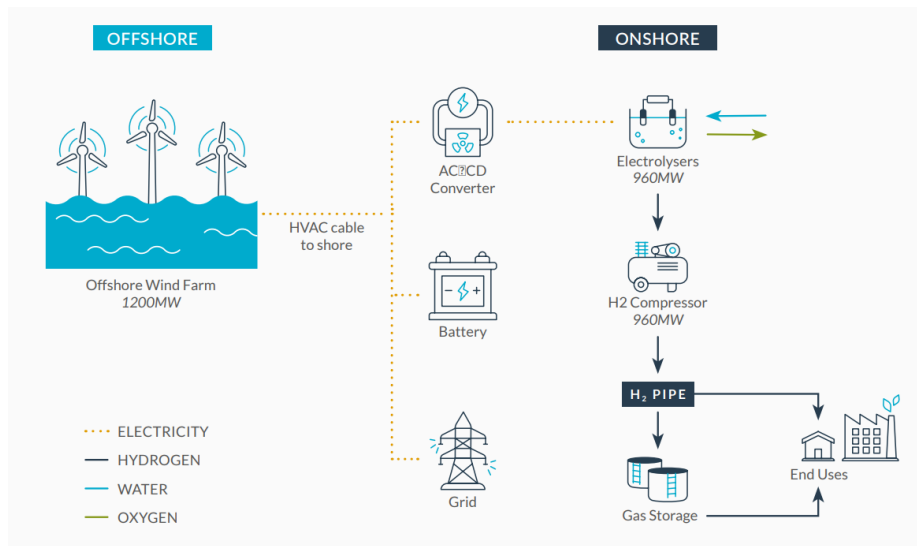 OFFSHORE
ONSHORE
AC⍰CD
Converter
Electrolysers
960MW
HVAC cable
to shore
Offshore Wind Farm
1200MW
Battery
H2 Compressor
960MW
H₂ PIPE
ELECTRICITY
HYDROGEN
WATER
OXYGEN
Grid
Gas Storage
End Uses